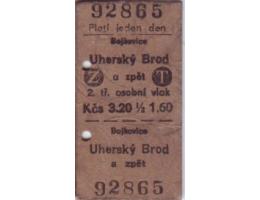 92865
Platí jeden den
Bojkovice
Uherský Brod
Z a zpět T
2. tř. osobní vlak
Kčs 3.20 ½ 1.60
Bojkovice
Uherský Brod
a zpět
92865